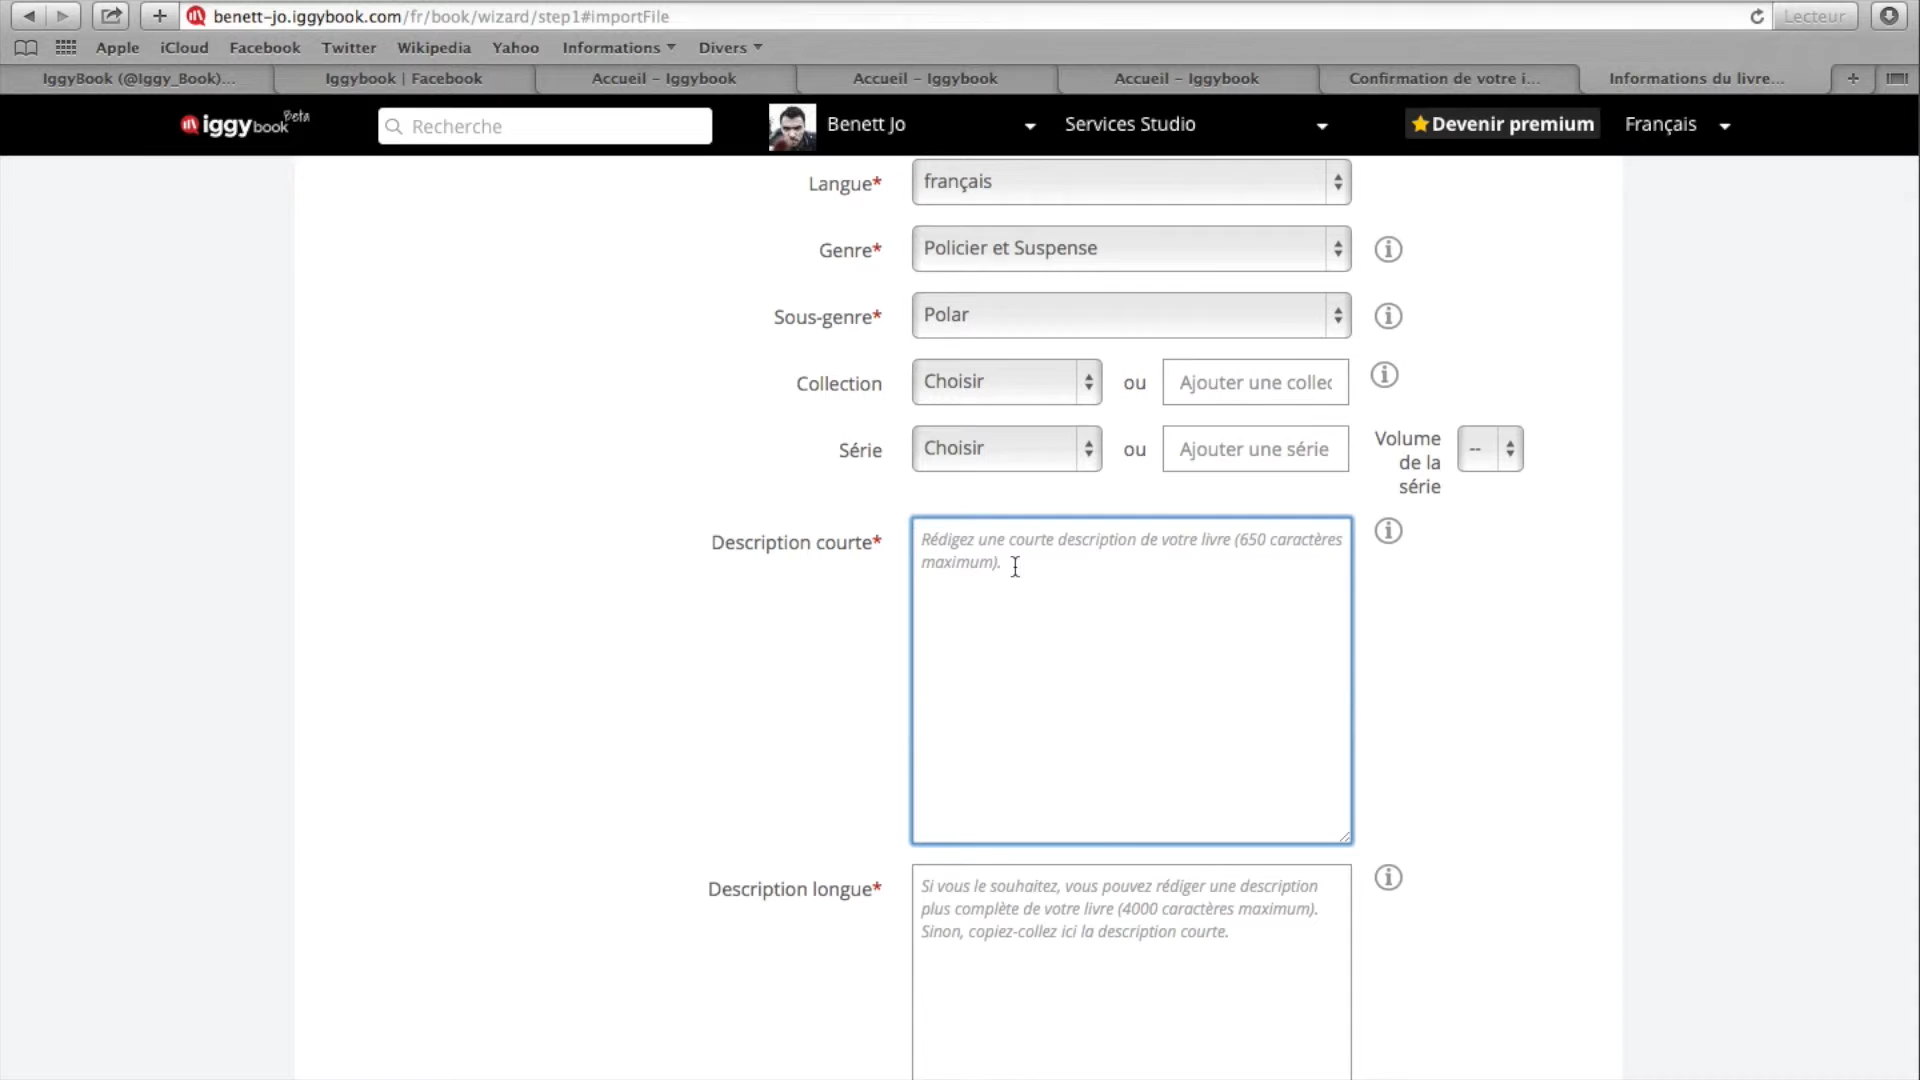 benett-jo.iggybook.com/fr/book/wizard/step1#importFile
Lecteur
Apple iCloud Facebook Twitter Wikipedia Yahoo Informations Divers
IggyBook (@Iggy_Book)... Iggybook | Facebook Accueil – Iggybook Accueil – Iggybook Accueil – Iggybook Confirmation de votre i... Informations du livre...
iggybook Beta Recherche Benett Jo Services Studio Devenir premium Français
Langue* français
Genre* Policier et Suspense
Sous-genre* Polar
Collection Choisir ou Ajouter une collec
Série Choisir ou Ajouter une série Volume de la série --
Description courte* Rédigez une courte description de votre livre (650 caractères
maximum).
Description longue* Si vous le souhaitez, vous pouvez rédiger une description
plus complète de votre livre (4000 caractères maximum).
Sinon, copiez-collez ici la description courte.